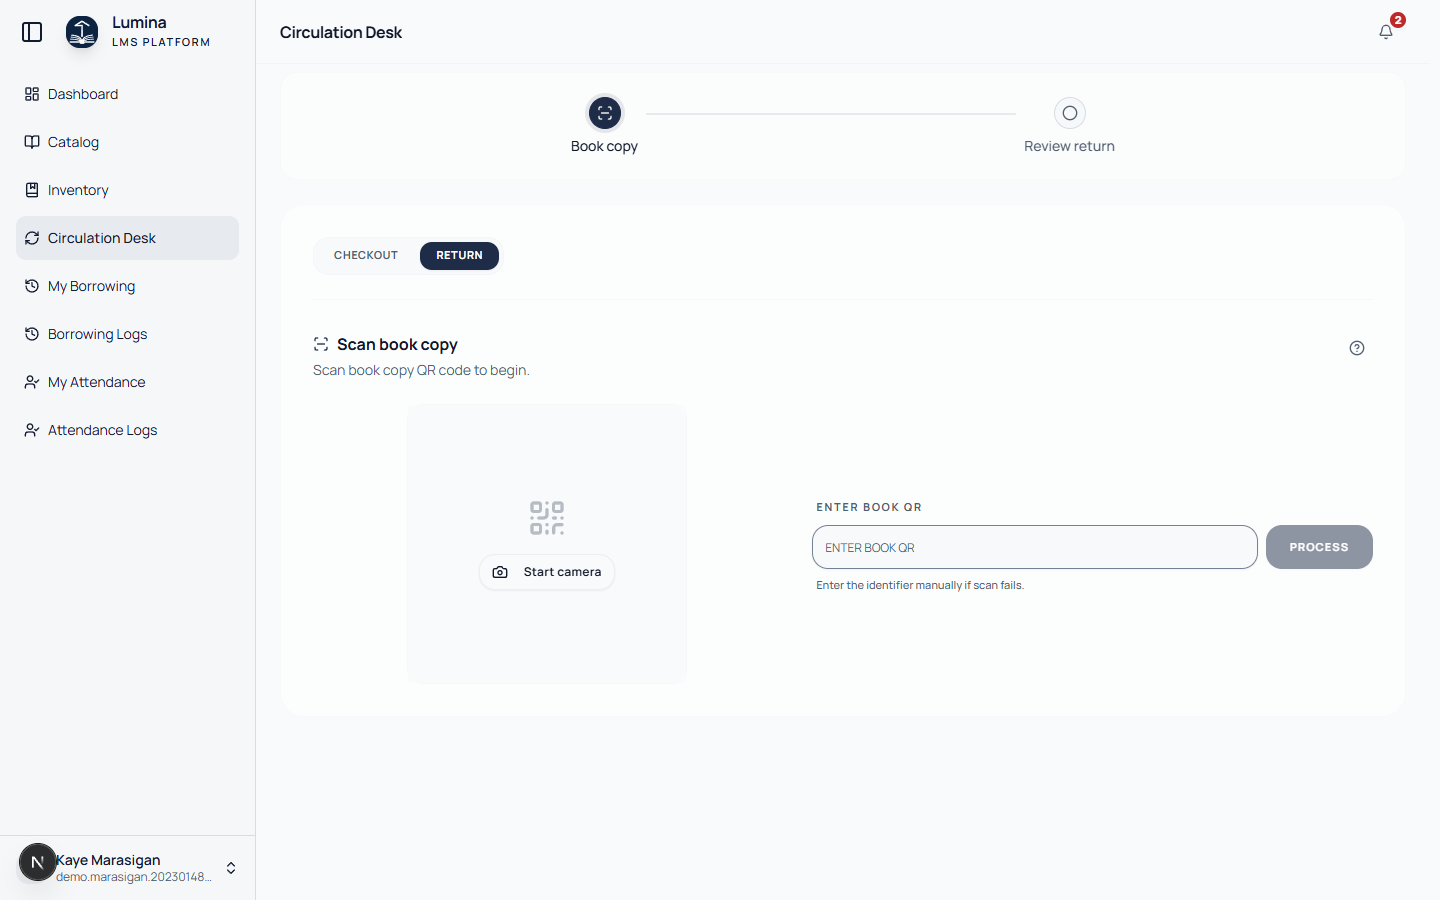 Lumina
LMS PLATFORM
Dashboard
Catalog
Inventory
Circulation Desk
My Borrowing
Borrowing Logs
My Attendance
Attendance Logs
N
Kaye Marasigan
demo.marasigan.20230148...
Circulation Desk
2
Book copy
Review return
CHECKOUT
RETURN
Scan book copy
Scan book copy QR code to begin.
Start camera
ENTER BOOK QR
ENTER BOOK QR
PROCESS
Enter the identifier manually if scan fails.